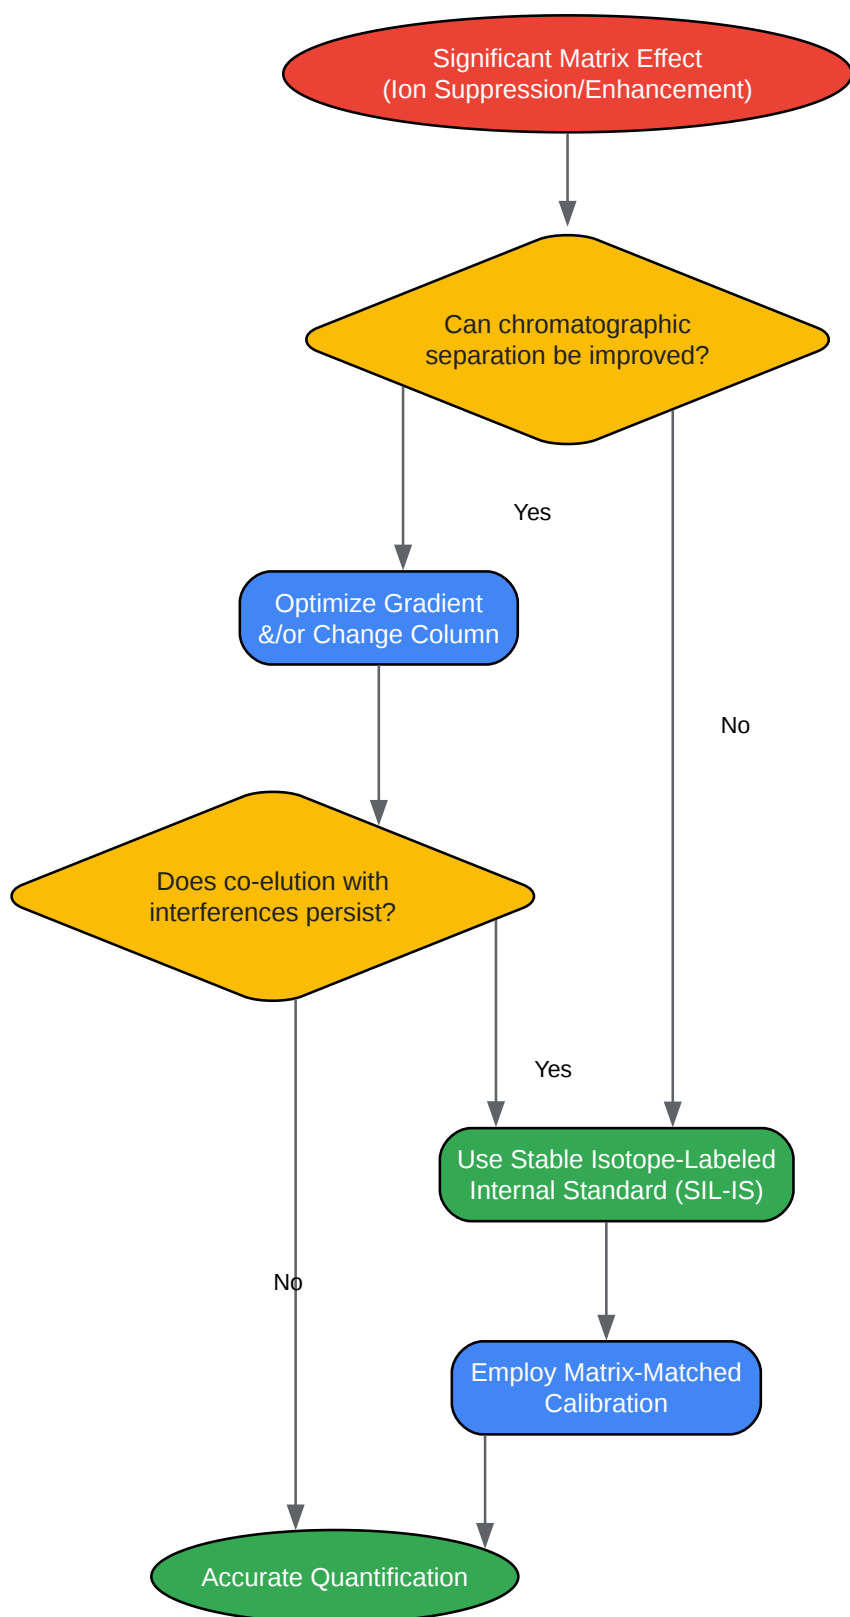 Significant Matrix Effect
(Ion Suppression/Enhancement)
Can chromatographic
separation be improved?
Yes
Optimize Gradient
&/or Change Column
No
Does co-elution with
interferences persist?
Yes
Use Stable Isotope-Labeled
Internal Standard (SIL-IS)
No
Employ Matrix-Matched
Calibration
Accurate Quantification